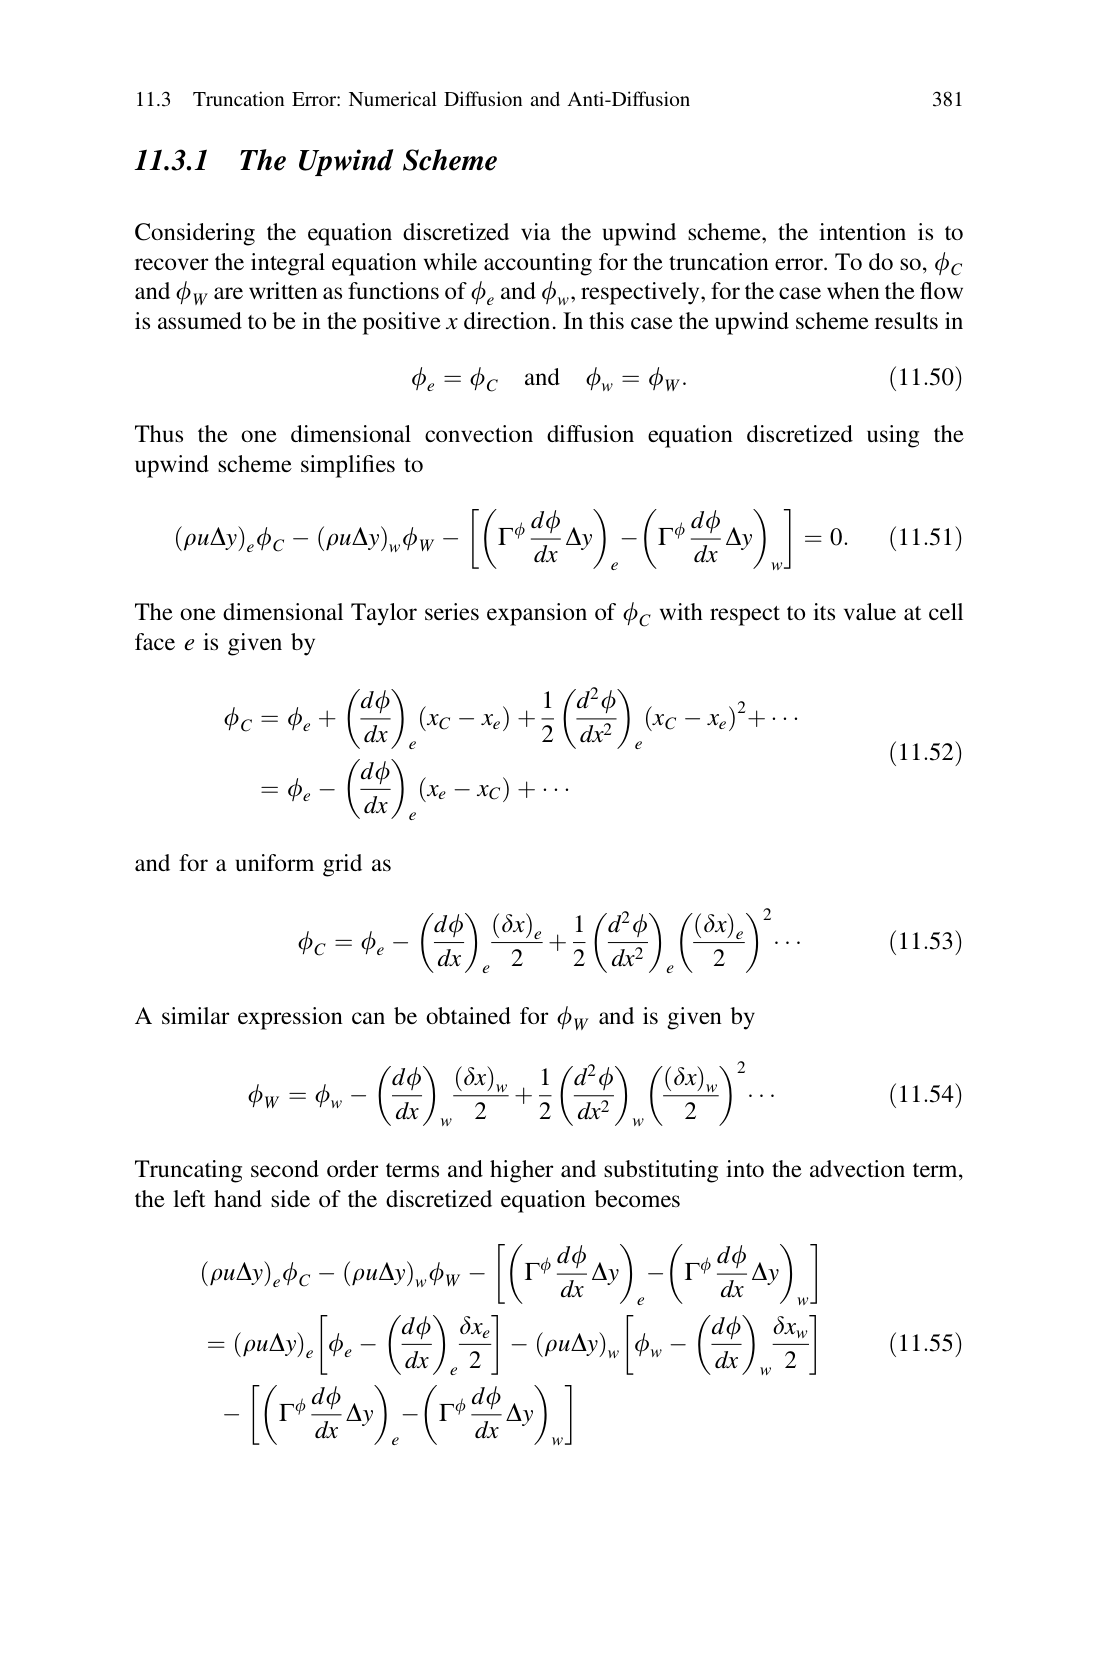 11.3 Truncation Error: Numerical Diffusion and Anti-Diffusion 381
11.3.1 The Upwind Scheme
Considering the equation discretized via the upwind scheme, the intention is to
recover the integral equation while accounting for the truncation error. To do so, $\phi_C$
and $\phi_W$ are written as functions of $\phi_e$ and $\phi_w$, respectively, for the case when the flow
is assumed to be in the positive $x$ direction. In this case the upwind scheme results in
$\phi_e = \phi_C \quad \text{and} \quad \phi_w = \phi_W.$ (11.50)
Thus the one dimensional convection diffusion equation discretized using the
upwind scheme simplifies to
$(\rho u \Delta y)_e \phi_C - (\rho u \Delta y)_w \phi_W - \left[ \left( \Gamma^\phi \frac{d\phi}{dx} \Delta y \right)_e - \left( \Gamma^\phi \frac{d\phi}{dx} \Delta y \right)_w \right] = 0.$ (11.51)
The one dimensional Taylor series expansion of $\phi_C$ with respect to its value at cell
face $e$ is given by
$\phi_C = \phi_e + \left( \frac{d\phi}{dx} \right)_e (x_C - x_e) + \frac{1}{2} \left( \frac{d^2\phi}{dx^2} \right)_e (x_C - x_e)^2 + \cdots$
$= \phi_e - \left( \frac{d\phi}{dx} \right)_e (x_e - x_C) + \cdots$ (11.52)
and for a uniform grid as
$\phi_C = \phi_e - \left( \frac{d\phi}{dx} \right)_e \frac{(\delta x)_e}{2} + \frac{1}{2} \left( \frac{d^2\phi}{dx^2} \right)_e \left( \frac{(\delta x)_e}{2} \right)^2 \cdots$ (11.53)
A similar expression can be obtained for $\phi_W$ and is given by
$\phi_W = \phi_w - \left( \frac{d\phi}{dx} \right)_w \frac{(\delta x)_w}{2} + \frac{1}{2} \left( \frac{d^2\phi}{dx^2} \right)_w \left( \frac{(\delta x)_w}{2} \right)^2 \cdots$ (11.54)
Truncating second order terms and higher and substituting into the advection term,
the left hand side of the discretized equation becomes
$(\rho u \Delta y)_e \phi_C - (\rho u \Delta y)_w \phi_W - \left[ \left( \Gamma^\phi \frac{d\phi}{dx} \Delta y \right)_e - \left( \Gamma^\phi \frac{d\phi}{dx} \Delta y \right)_w \right]$
$= (\rho u \Delta y)_e \left[ \phi_e - \left( \frac{d\phi}{dx} \right)_e \frac{\delta x_e}{2} \right] - (\rho u \Delta y)_w \left[ \phi_w - \left( \frac{d\phi}{dx} \right)_w \frac{\delta x_w}{2} \right]$ (11.55)
$- \left[ \left( \Gamma^\phi \frac{d\phi}{dx} \Delta y \right)_e - \left( \Gamma^\phi \frac{d\phi}{dx} \Delta y \right)_w \right]$